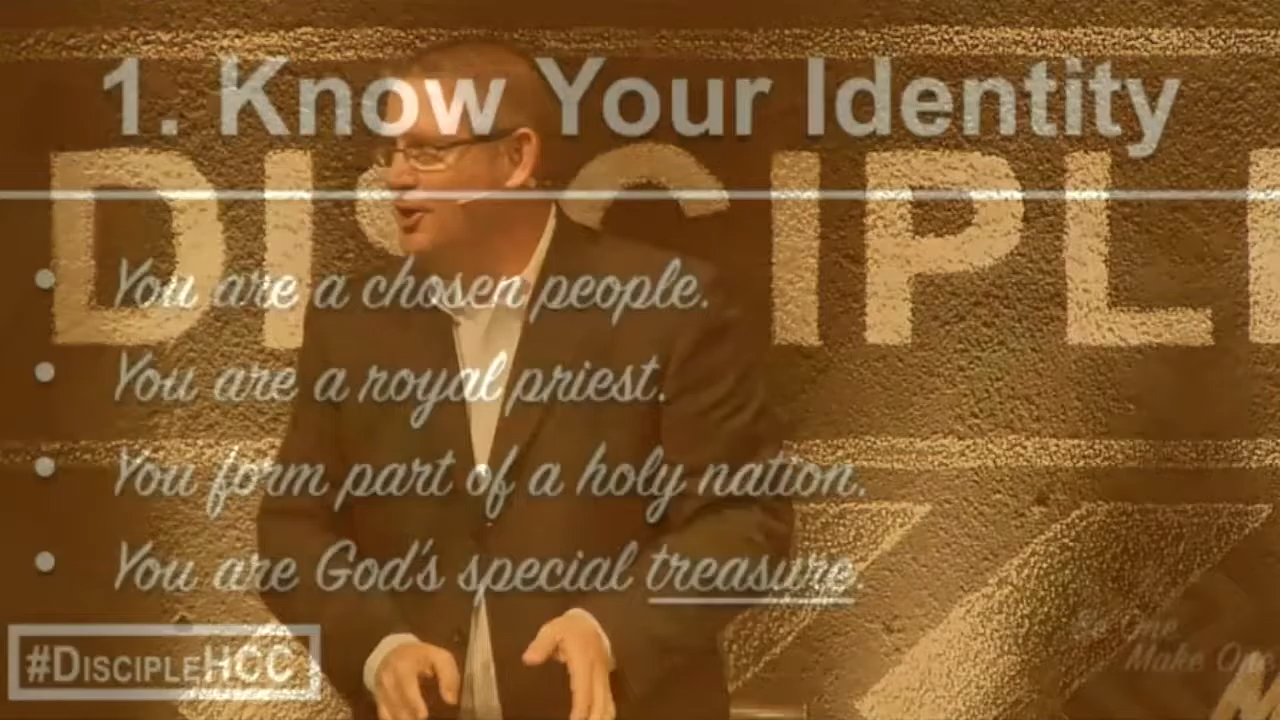 1. Know Your Identity
DISCIPL
• You are a chosen people.
• You are a royal priest.
• You form part of a holy nation.
• You are God's special treasure.
#DISCIPLEHCC
Make One